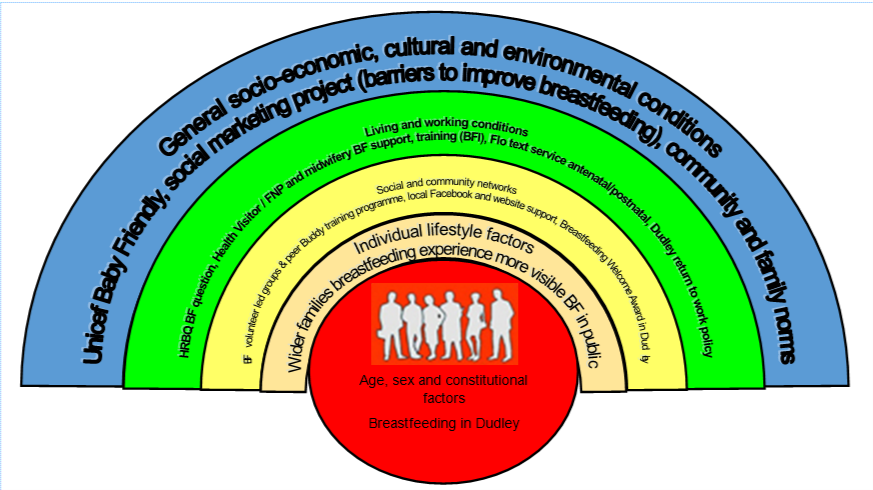 General socio-economic, cultural and environmental conditions
Unicef Baby Friendly, social marketing project (barriers to improve breastfeeding), community and family norms
Living and working conditions
HRBQ BF question, Health Visitor / FNP and midwifery BF support, training (BFI), Flo text service antenatal/postnatal, Dudley return to work policy
Social and community networks
BF volunteer led groups & peer Buddy training programme, local Facebook and website support, Breastfeeding Welcome Award in Dudley
Individual lifestyle factors
Wider families breastfeeding experience more visible BF in public
Age, sex and constitutional
factors
Breastfeeding in Dudley